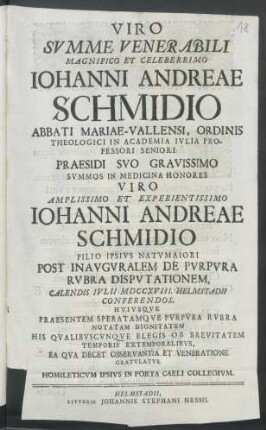 18
VIRO
SVMME VENERABILI
MAGNIFICO ET CELEBERRIMO
IOHANNI ANDREAE
SCHMIDIO
ABBATI MARIAE-VALLENSI, ORDINIS
THEOLOGICI IN ACADEMIA IVLIA PRO-
FESSORI SENIORI
PRAESIDI SVO GRAVISSIMO
SVMMOS IN MEDICINA HONORES
VIRO
AMPLISSIMO ET EXPERIENTISSIMO
IOHANNI ANDREAE
SCHMIDIO
FILIO IPSIVS NATVMAIORI
POST INAVGVRALEM DE PVRPVRA
RVBRA DISPVTATIONEM,
CALENDIS IVLII MDCCXVIII. HELMSTADII
CONFERENDOS.
HVIVSQVE
PRAESENTEM SPERATAMQVE PVRPVRA RVBRA
NOTATAM DIGNITATEM
HIS QVALIBVSCVNQVE ELEGIS OB BREVITATEM
TEMPORIS EXTEMPORALIBVS,
EA QVA DECET OBSERVANTIA ET VENERATIONE
GRATVLATVR
HOMILETICVM IPSIVS IN PORTA CAELI COLLEGIVM.
HELMSTADII,
LITTERIS IOHANNIS STEPHANI HESSII.